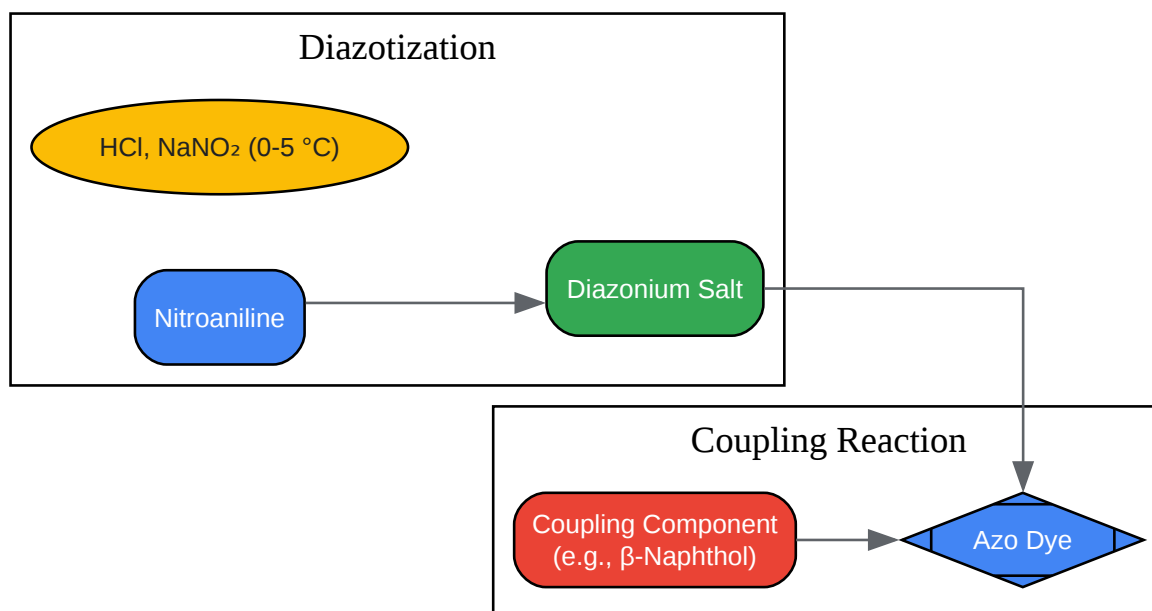 Diazotization
HCl, NaNO₂ (0-5 °C)
Nitroaniline
Diazonium Salt
Coupling Reaction
Coupling Component
(e.g., β-Naphthol)
Azo Dye